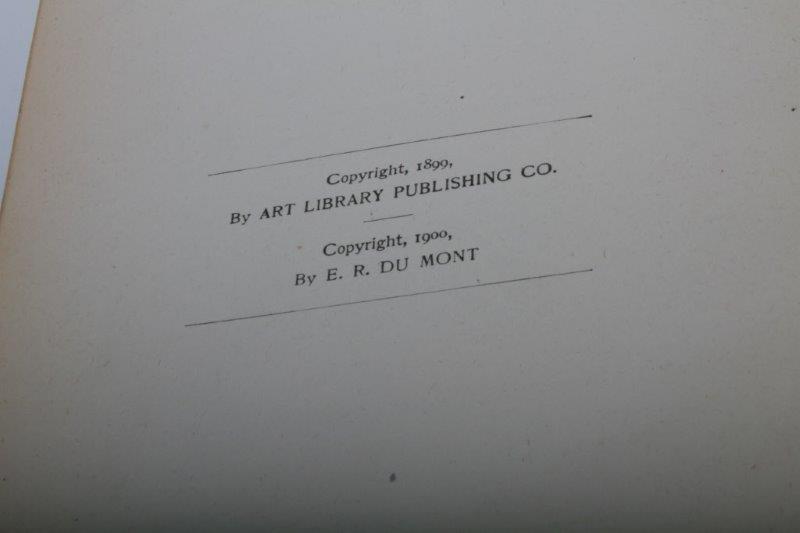 Copyright, 1899,
By ART LIBRARY PUBLISHING CO.
Copyright, 1900,
By E. R. DU MONT